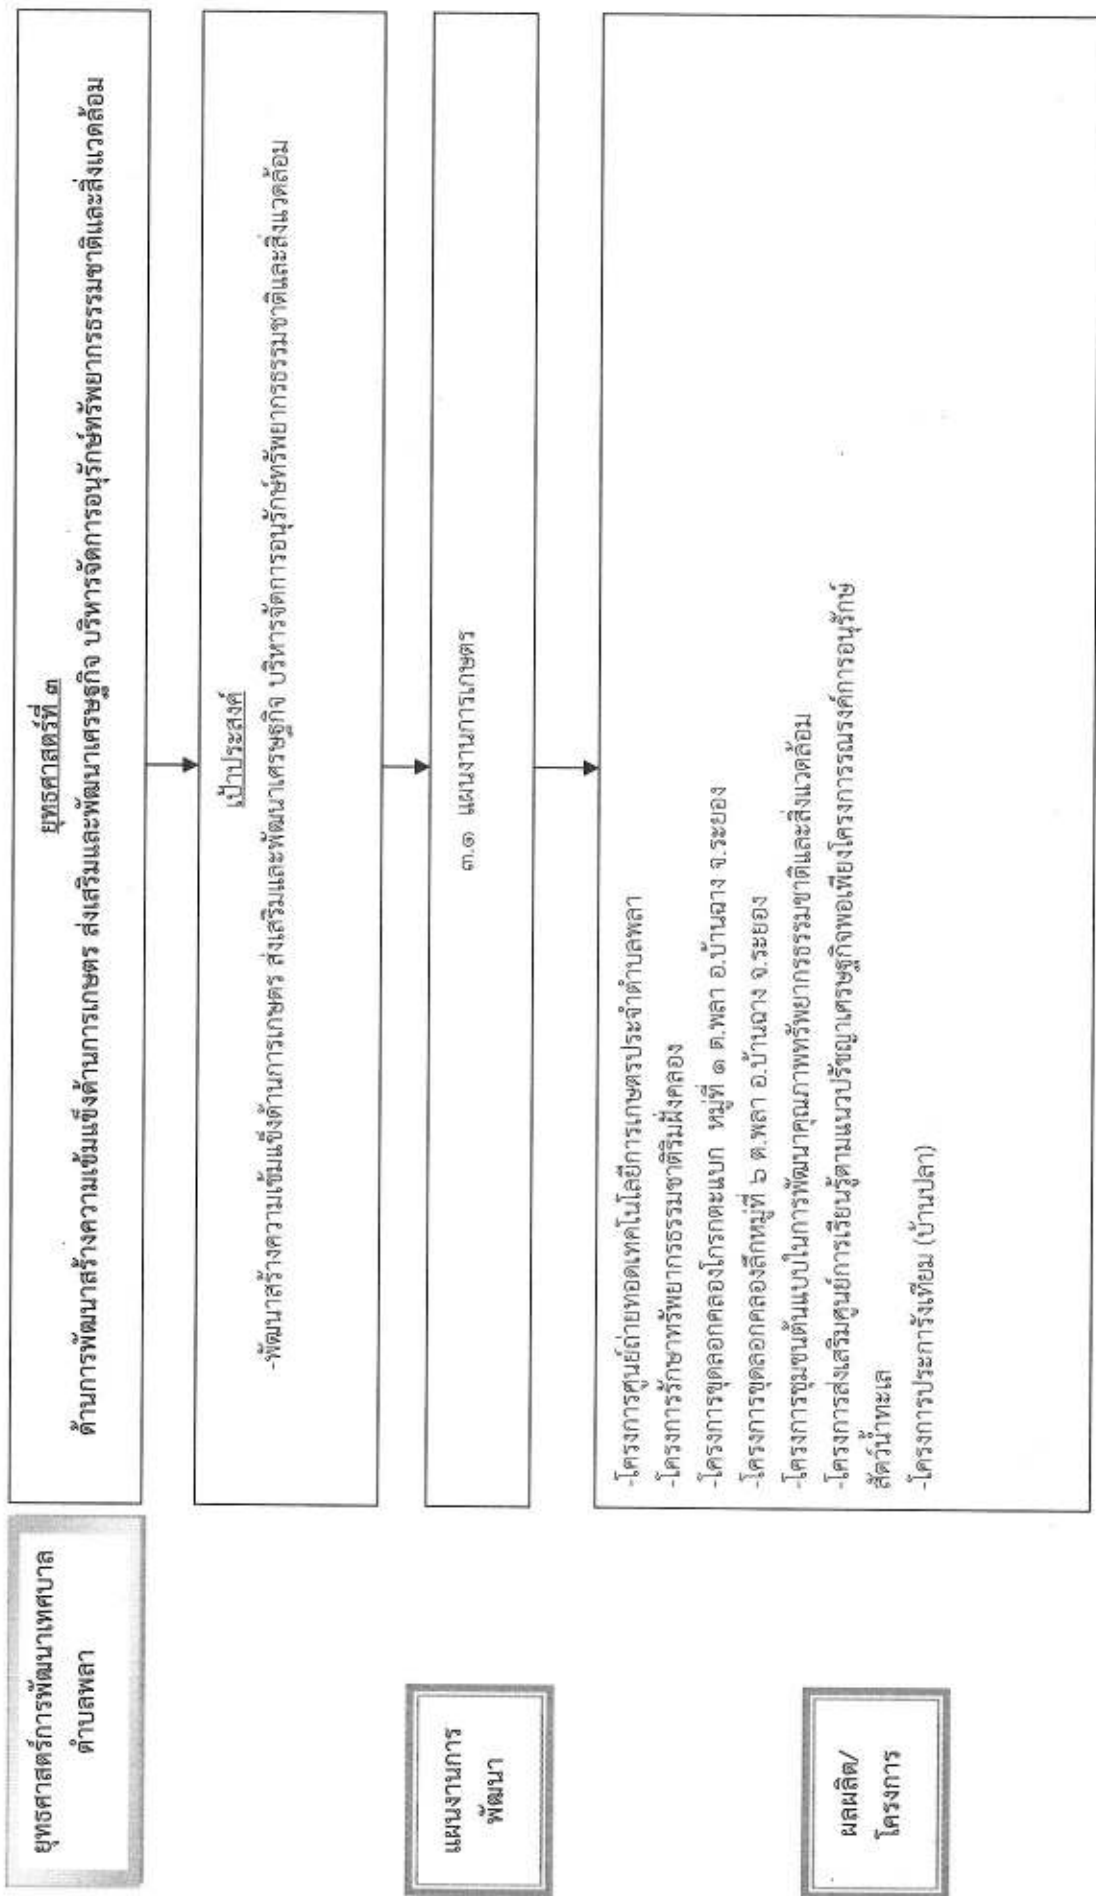 ยุทธศาสตร์การพัฒนาเทศบาล
ตำบลพลา
ยุทธศาสตร์ที่ ๓
ด้านการพัฒนาสร้างความเข้มแข็งด้านการเกษตร ส่งเสริมและพัฒนาเศรษฐกิจ บริหารจัดการอนุรักษ์ทรัพยากรธรรมชาติและสิ่งแวดล้อม
เป้าประสงค์
-พัฒนาสร้างความเข้มแข็งด้านการเกษตร ส่งเสริมและพัฒนาเศรษฐกิจ บริหารจัดการอนุรักษ์ทรัพยากรธรรมชาติและสิ่งแวดล้อม
แผนงานการ
พัฒนา
๓.๑ แผนงานการเกษตร
ผลผลิต/
โครงการ
-โครงการศูนย์ถ่ายทอดเทคโนโลยีการเกษตรประจำตำบลพลา
-โครงการรักษาทรัพยากรธรรมชาติริมฝั่งคลอง
-โครงการขุดลอกคลองโกรกตะแบก หมู่ที่ ๑ ต.พลา อ.บ้านฉาง จ.ระยอง
-โครงการขุดลอกคลองลึกหมู่ที่ ๖ ต.พลา อ.บ้านฉาง จ.ระยอง
-โครงการชุมชนต้นแบบในการพัฒนาคุณภาพทรัพยากรธรรมชาติและสิ่งแวดล้อม
-โครงการส่งเสริมศูนย์การเรียนรู้ตามแนวปรัชญาเศรษฐกิจพอเพียงโครงการรณรงค์การอนุรักษ์
สัตว์น้ำทะเล
-โครงการประการังเทียม (บ้านปลา)